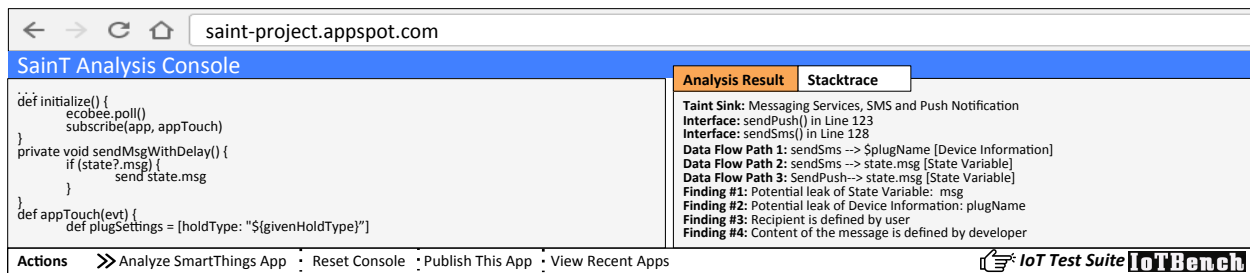 saint-project.appspot.com
SainT Analysis Console
. . .
def initialize() {
ecobee.poll()
subscribe(app, appTouch)
}
private void sendMsgWithDelay() {
if (state?.msg) {
send state.msg
}
}
def appTouch(evt) {
def plugSettings = [holdType: "${givenHoldType}”]
Analysis Result Stacktrace
Taint Sink: Messaging Services, SMS and Push Notification
Interface: sendPush() in Line 123
Interface: sendSms() in Line 128
Data Flow Path 1: sendSms --> $plugName [Device Information]
Data Flow Path 2: sendSms --> state.msg [State Variable]
Data Flow Path 3: SendPush--> state.msg [State Variable]
Finding #1: Potential leak of State Variable: msg
Finding #2: Potential leak of Device Information: plugName
Finding #3: Recipient is defined by user
Finding #4: Content of the message is defined by developer
Actions Analyze SmartThings App Reset Console Publish This App View Recent Apps IoT Test Suite IoTBench